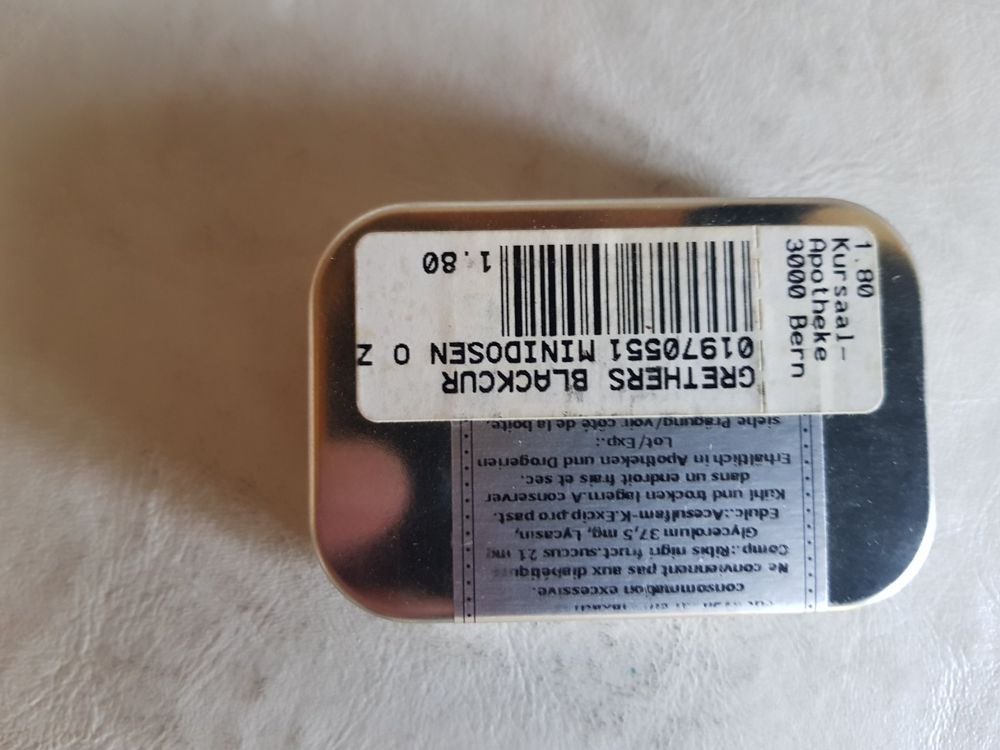 GRETHERS BLACKCUR
01970551 MINIDOSEN O Z
1.80
1.80
Kursaal-
Apotheke
3000 Bern
consommation excessive.
Ne conviennent pas aux
Comp.:Ribis nigri fruct.succus 21
Glycerolum 37,5 mg, Lycasin,
Edulc.:Acesulfam-K.Excip.pro past.
Kühl und trocken lagern.A conserver
dans un endroit frais et sec.
Erhältlich in Apotheken und Drogerien
Lot/Exp.:
siehe Prägung/voir côté de la boîte.